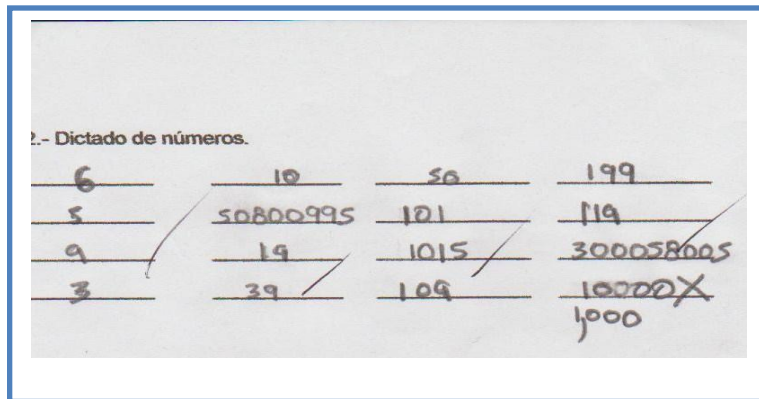 2.- Dictado de números.
6 10 50 199
5 50800995 101 119
9 19 1015 300058005
3 39 109 10000X
1,000